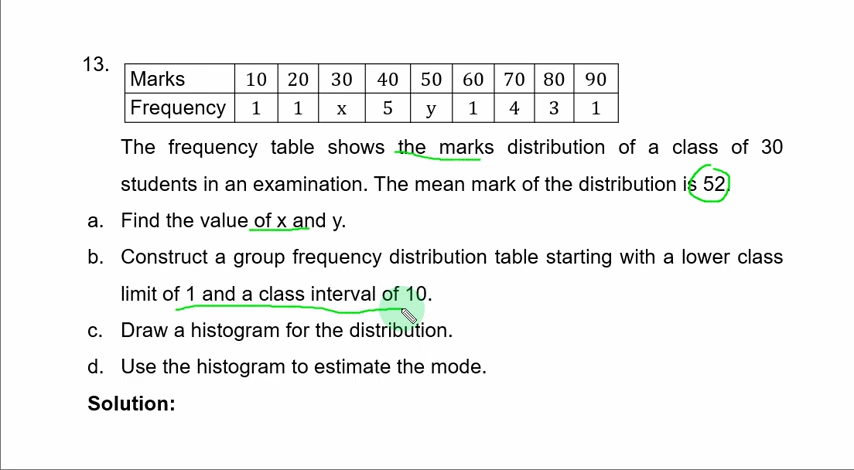 13.
Marks 10 20 30 40 50 60 70 80 90
Frequency 1 1 x 5 y 1 4 3 1
The frequency table shows the marks distribution of a class of 30
students in an examination. The mean mark of the distribution is 52.
a. Find the value of x and y.
b. Construct a group frequency distribution table starting with a lower class
limit of 1 and a class interval of 10.
c. Draw a histogram for the distribution.
d. Use the histogram to estimate the mode.
Solution: